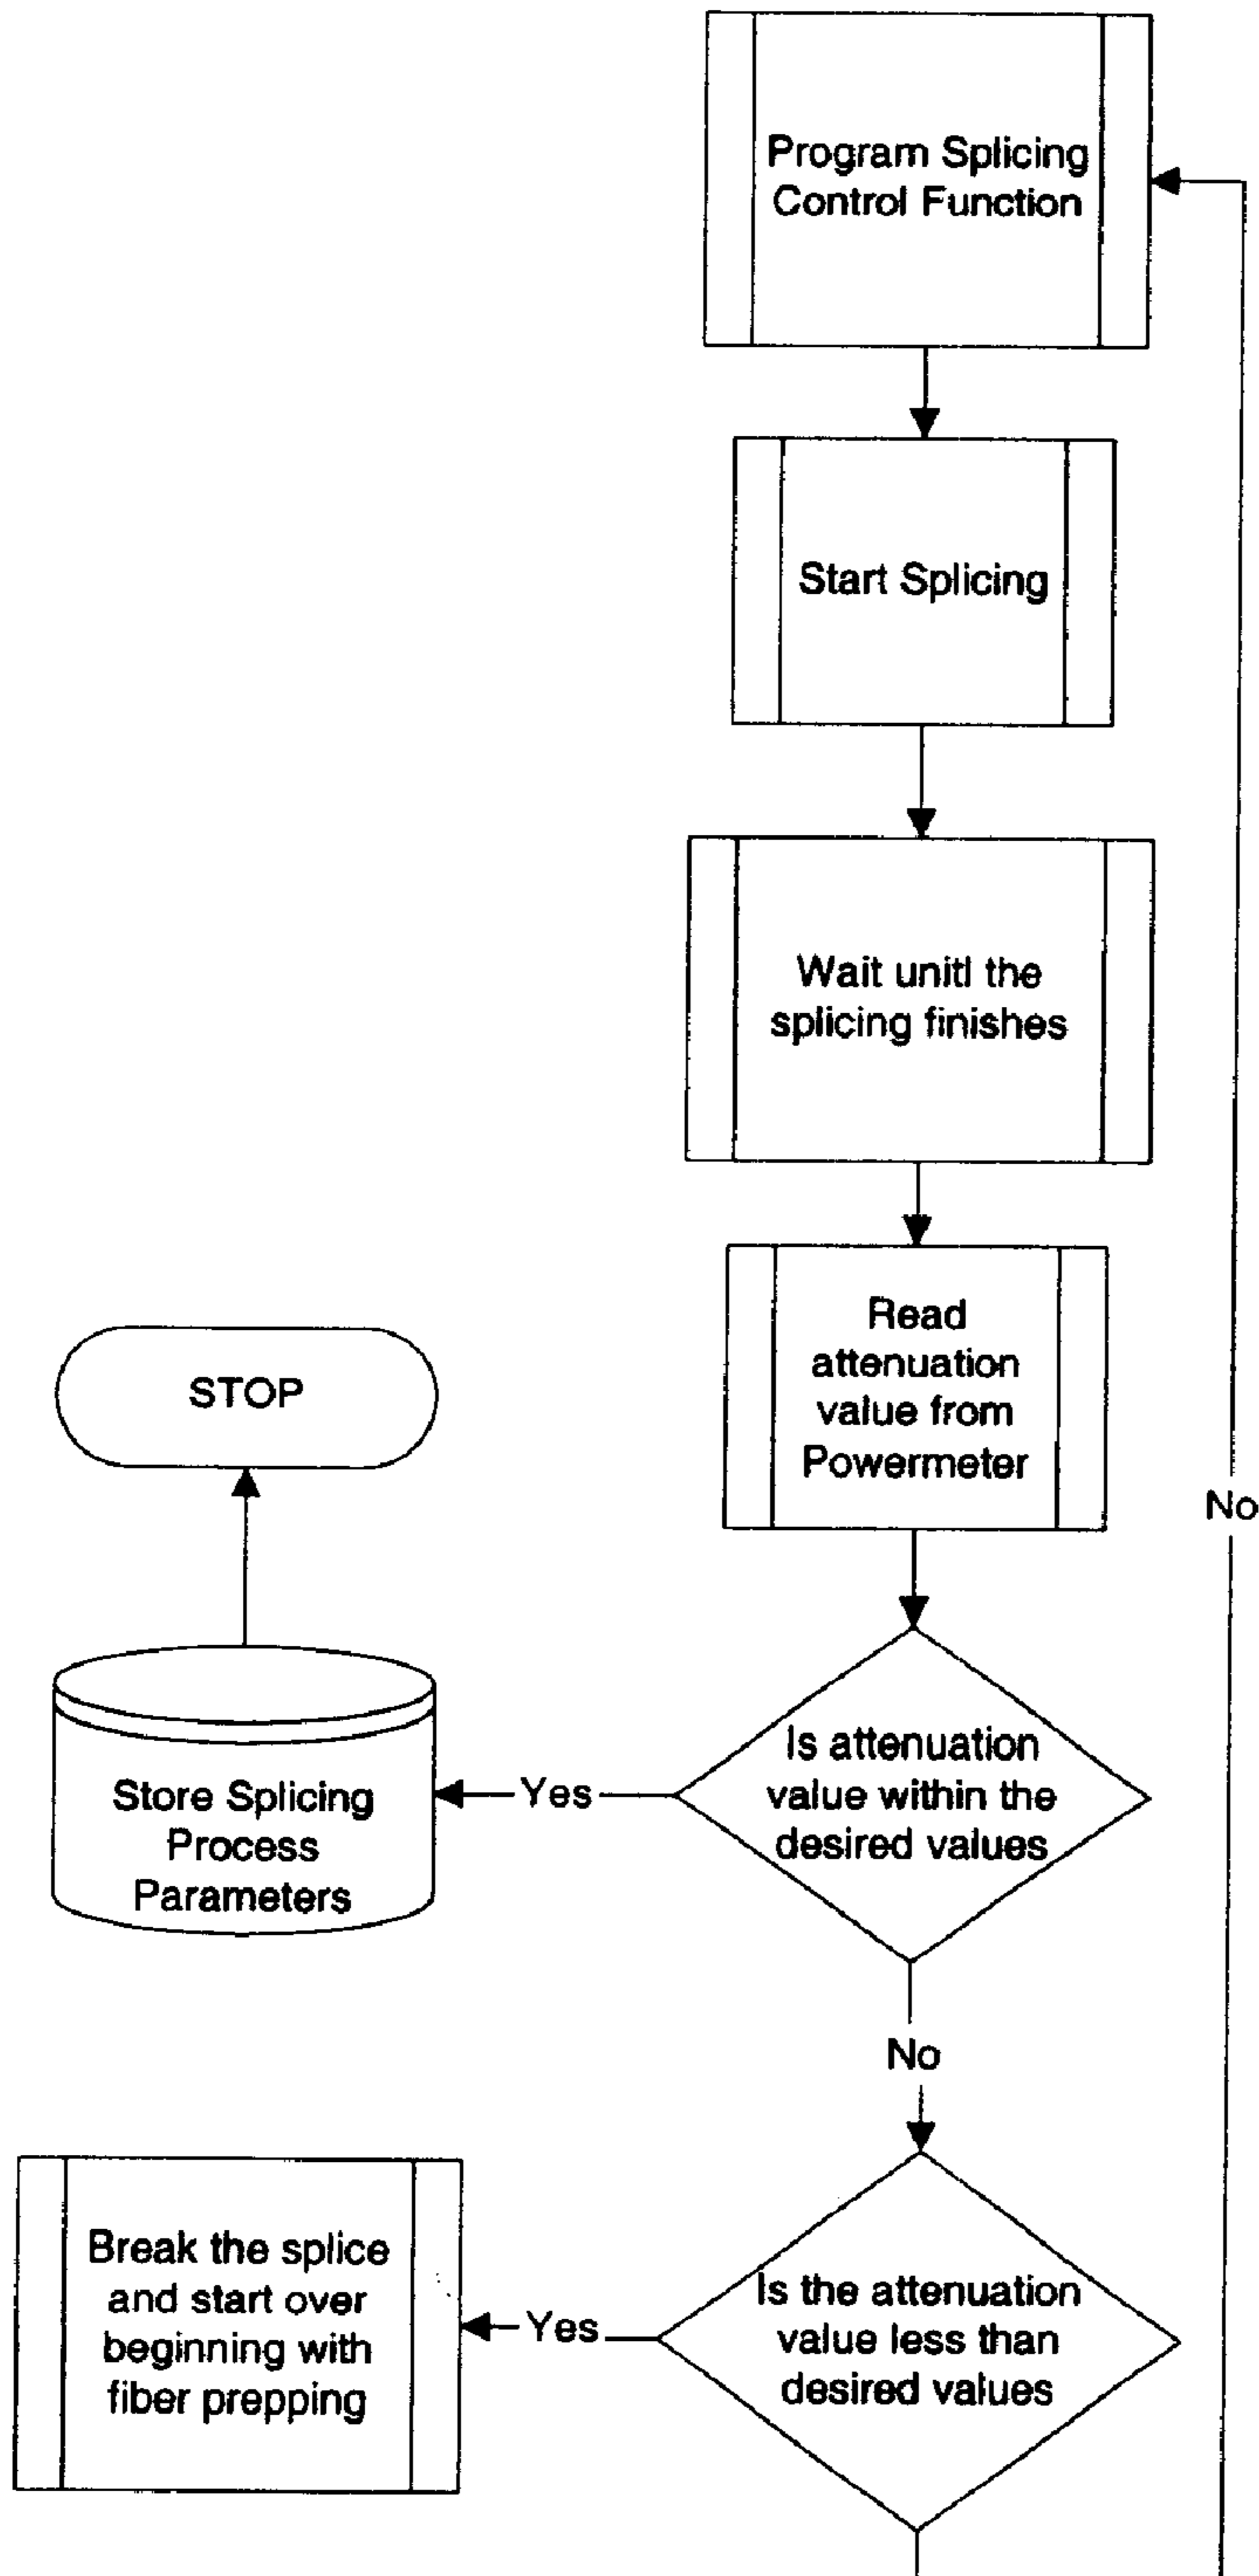 Program Splicing
Control Function
Start Splicing
Wait unitl the
splicing finishes
Read
attenuation
value from
Powermeter
STOP
No
Is attenuation
value within the
desired values
Yes
Store Splicing
Process
Parameters
No
Is the attenuation
value less than
desired values
Yes
Break the splice
and start over
beginning with
fiber prepping